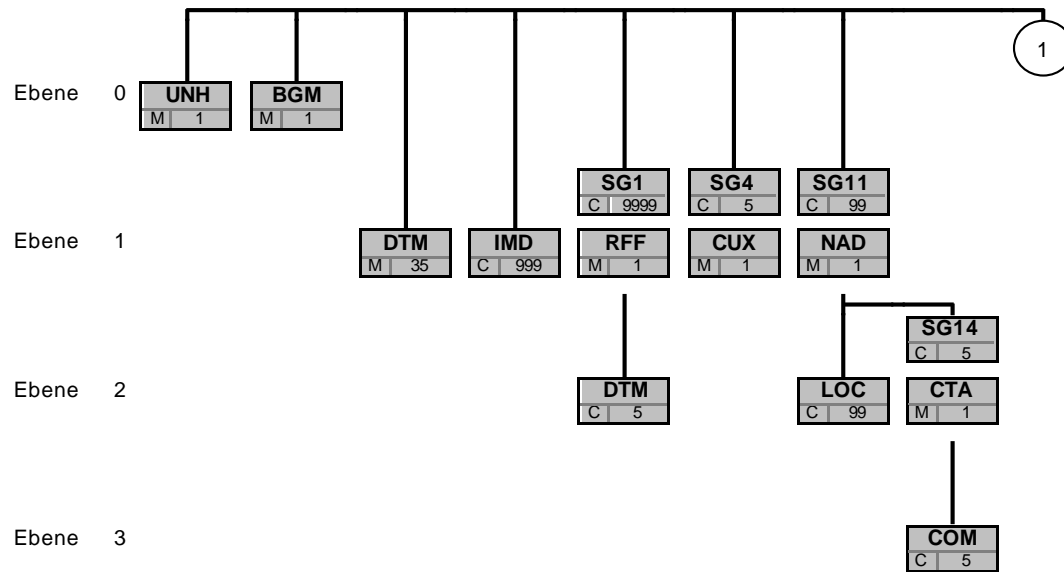 1
Ebene 0 UNH BGM
M 1 M 1
SG1 SG4 SG11
C 9999 C 5 C 99
Ebene 1 DTM IMD RFF CUX NAD
M 35 C 999 M 1 M 1 M 1
SG14
C 5
Ebene 2 DTM LOC CTA
C 5 C 99 M 1
Ebene 3 COM
C 5